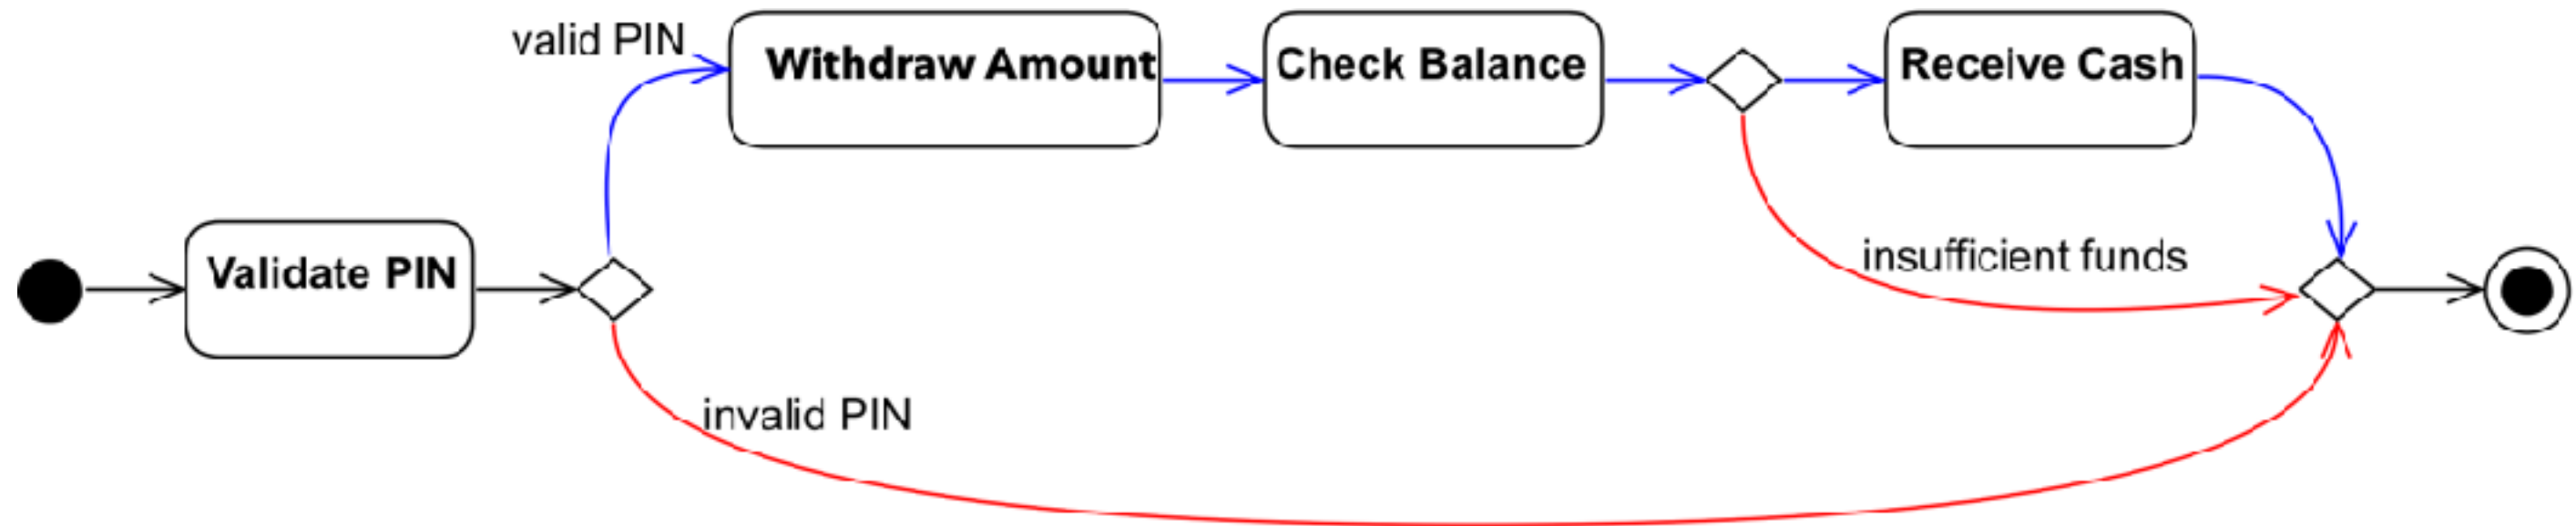 valid PIN
Withdraw Amount
Check Balance
Receive Cash
Validate PIN
insufficient funds
invalid PIN